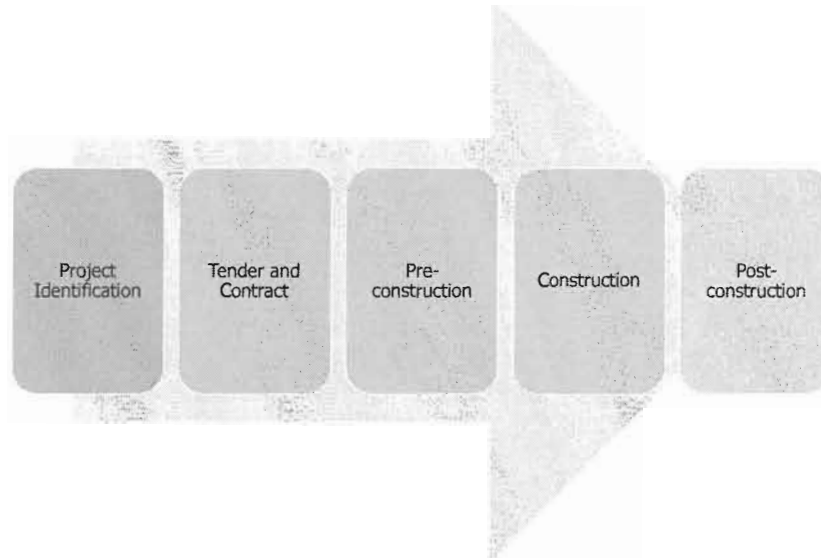 Project
Identification
Tender and
Contract
Pre-
construction
Construction
Post-
construction